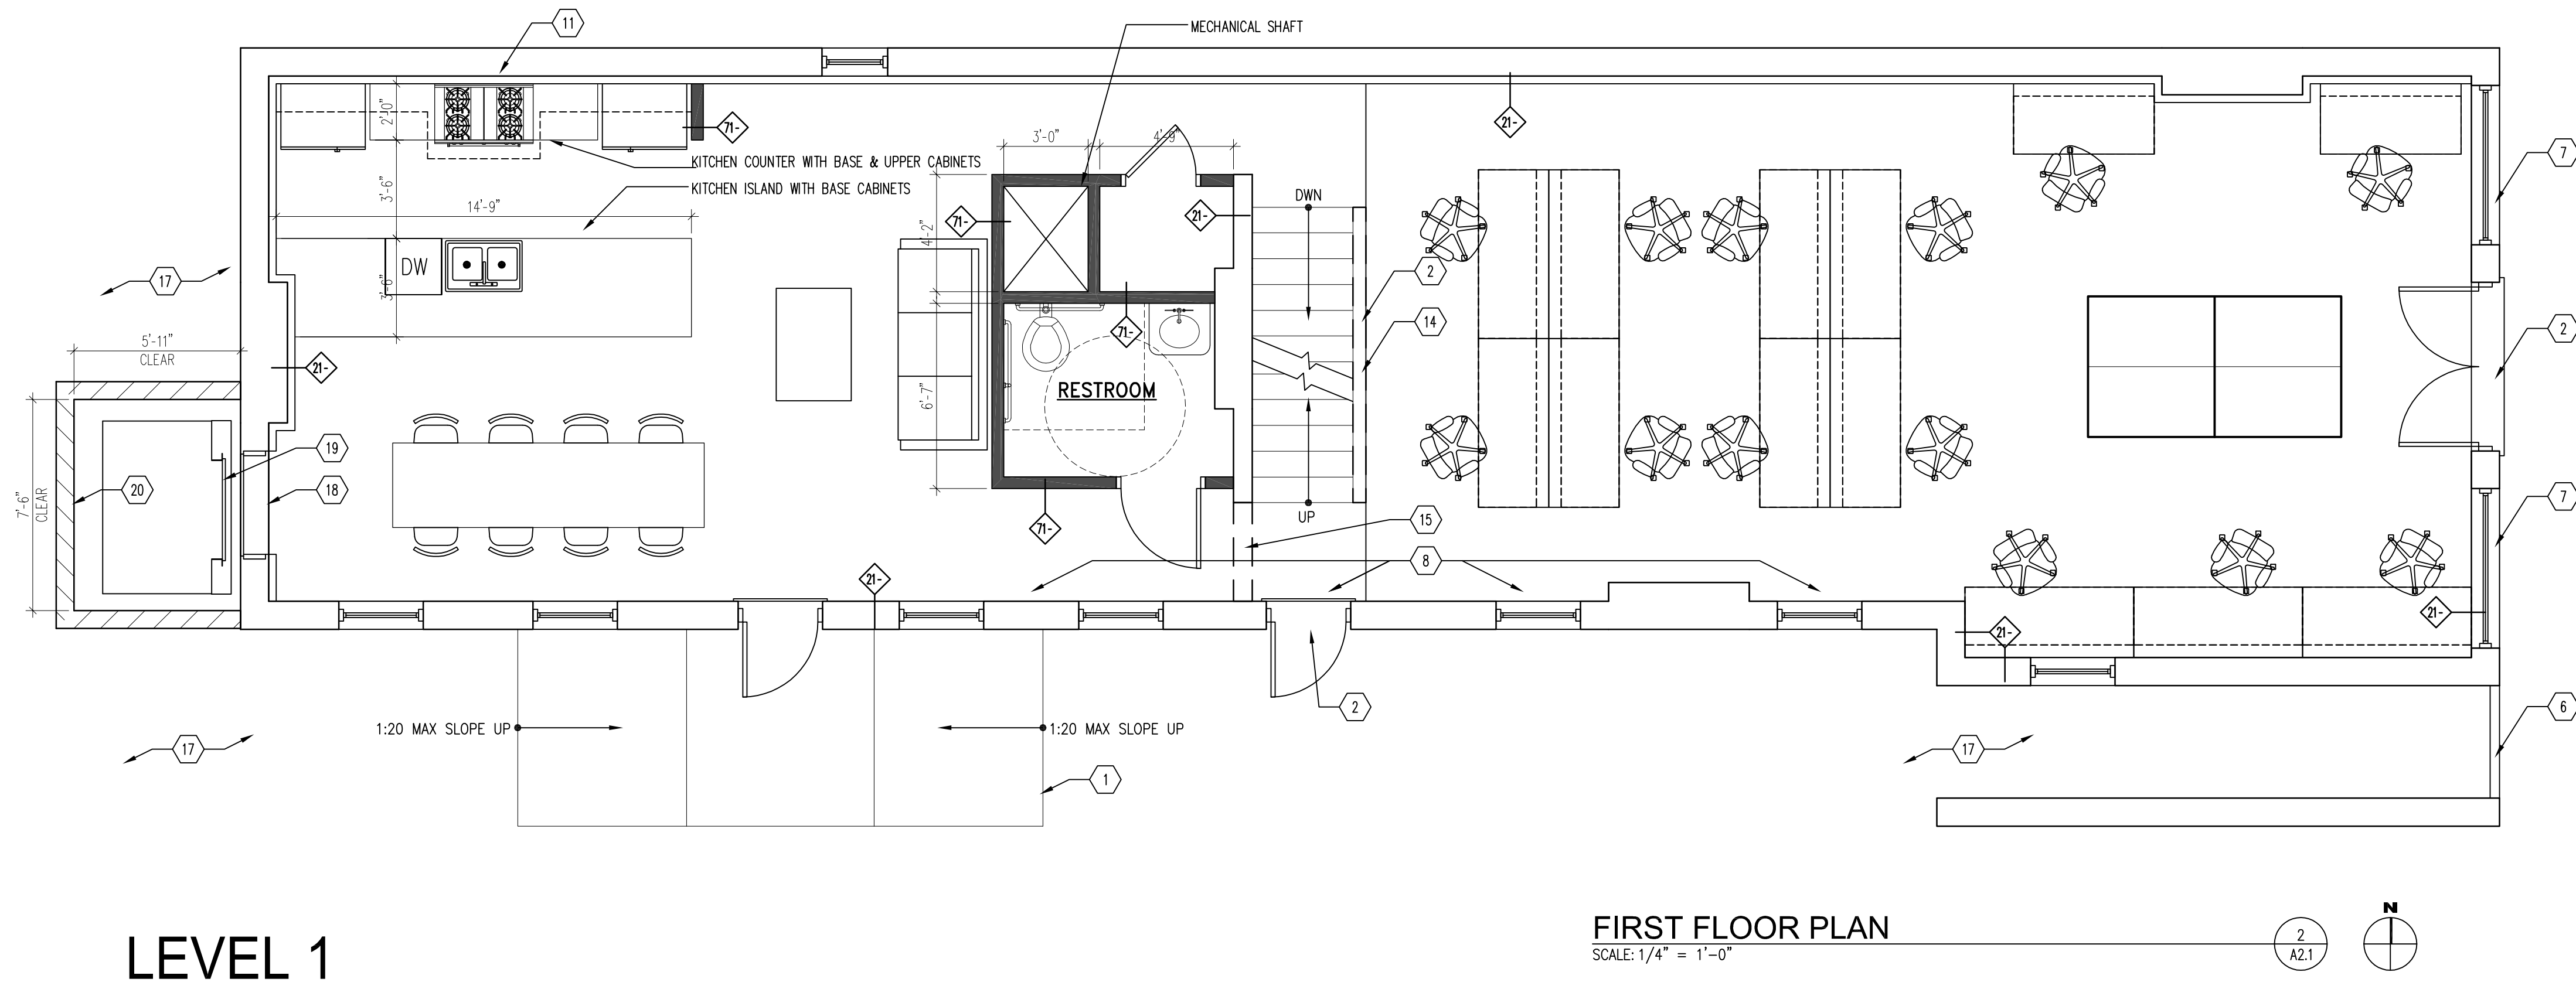 11
MECHANICAL SHAFT
21-
7
2'-0"
71-
3'-0"
4'-9"
KITCHEN COUNTER WITH BASE & UPPER CABINETS
KITCHEN ISLAND WITH BASE CABINETS
3'-6"
14'-9"
71-
4'-2"
21-
DWN
2
17
DW
3'-6"
14
2
71-
5'-11"
CLEAR
21-
RESTROOM
6'-7"
19
20
18
7'-6"
CLEAR
71-
UP
15
7
8
21-
21-
21-
2
6
1:20 MAX SLOPE UP
1:20 MAX SLOPE UP
17
17
1
LEVEL 1
FIRST FLOOR PLAN
SCALE: 1/4" = 1'-0"
2
A2.1
N